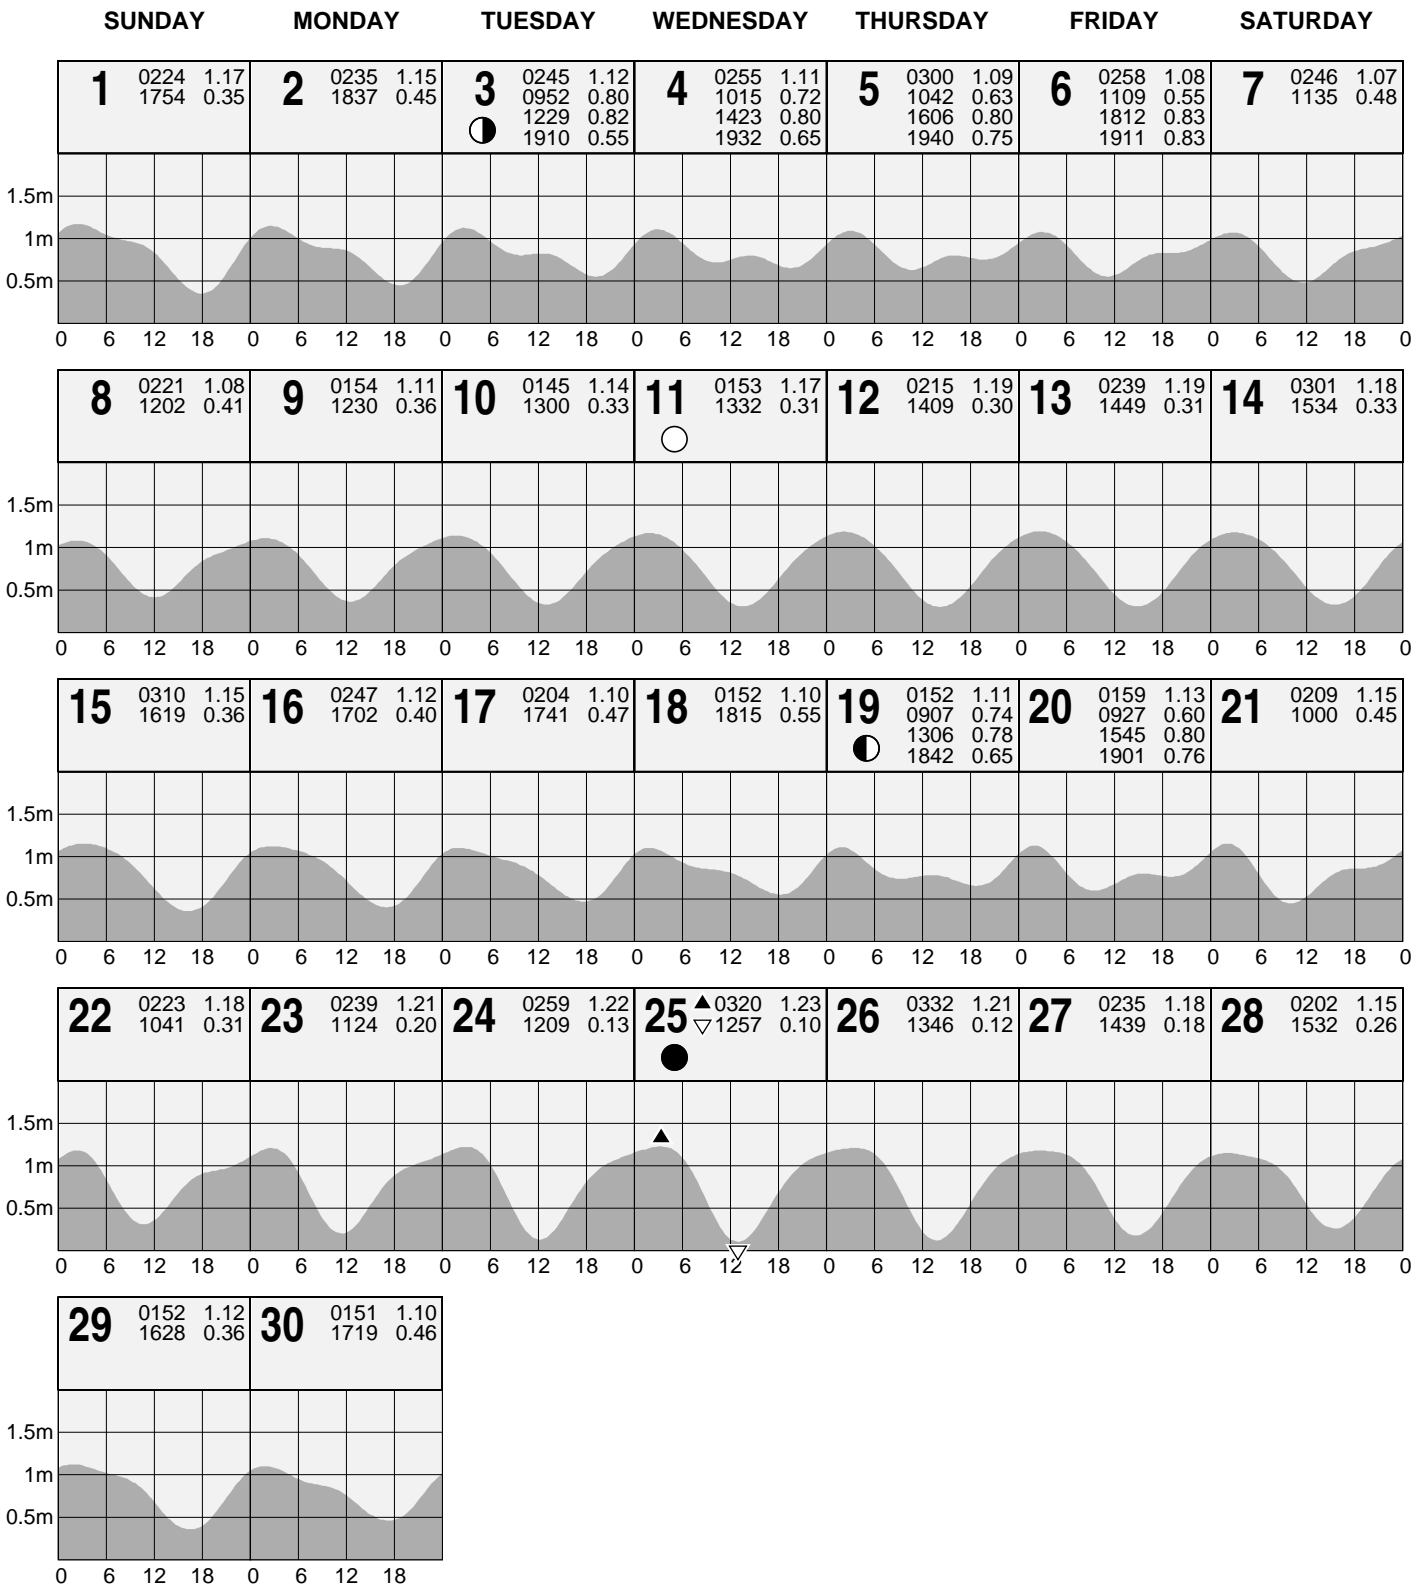 SUNDAY MONDAY TUESDAY WEDNESDAY THURSDAY FRIDAY SATURDAY
1 0224 1.17
1754 0.35
2 0235 1.15
1837 0.45
3 0245 1.12
0952 0.80
1229 0.82
1910 0.55
4 0255 1.11
1015 0.72
1423 0.80
1932 0.65
5 0300 1.09
1042 0.63
1606 0.80
1940 0.75
6 0258 1.08
1109 0.55
1812 0.83
1911 0.83
7 0246 1.07
1135 0.48
1.5m
1m
0.5m
0 6 12 18 0 6 12 18 0 6 12 18 0 6 12 18 0 6 12 18 0 6 12 18 0 6 12 18 0
8 0221 1.08
1202 0.41
9 0154 1.11
1230 0.36
10 0145 1.14
1300 0.33
11 0153 1.17
1332 0.31
12 0215 1.19
1409 0.30
13 0239 1.19
1449 0.31
14 0301 1.18
1534 0.33
1.5m
1m
0.5m
0 6 12 18 0 6 12 18 0 6 12 18 0 6 12 18 0 6 12 18 0 6 12 18 0 6 12 18 0
15 0310 1.15
1619 0.36
16 0247 1.12
1702 0.40
17 0204 1.10
1741 0.47
18 0152 1.10
1815 0.55
19 0152 1.11
0907 0.74
1306 0.78
1842 0.65
20 0159 1.13
0927 0.60
1545 0.80
1901 0.76
21 0209 1.15
1000 0.45
1.5m
1m
0.5m
0 6 12 18 0 6 12 18 0 6 12 18 0 6 12 18 0 6 12 18 0 6 12 18 0 6 12 18 0
22 0223 1.18
1041 0.31
23 0239 1.21
1124 0.20
24 0259 1.22
1209 0.13
25 0320 1.23
1257 0.10
26 0332 1.21
1346 0.12
27 0235 1.18
1439 0.18
28 0202 1.15
1532 0.26
1.5m
1m
0.5m
0 6 12 18 0 6 12 18 0 6 12 18 0 6 12 18 0 6 12 18 0 6 12 18 0 6 12 18 0
29 0152 1.12
1628 0.36
30 0151 1.10
1719 0.46
1.5m
1m
0.5m
0 6 12 18 0 6 12 18